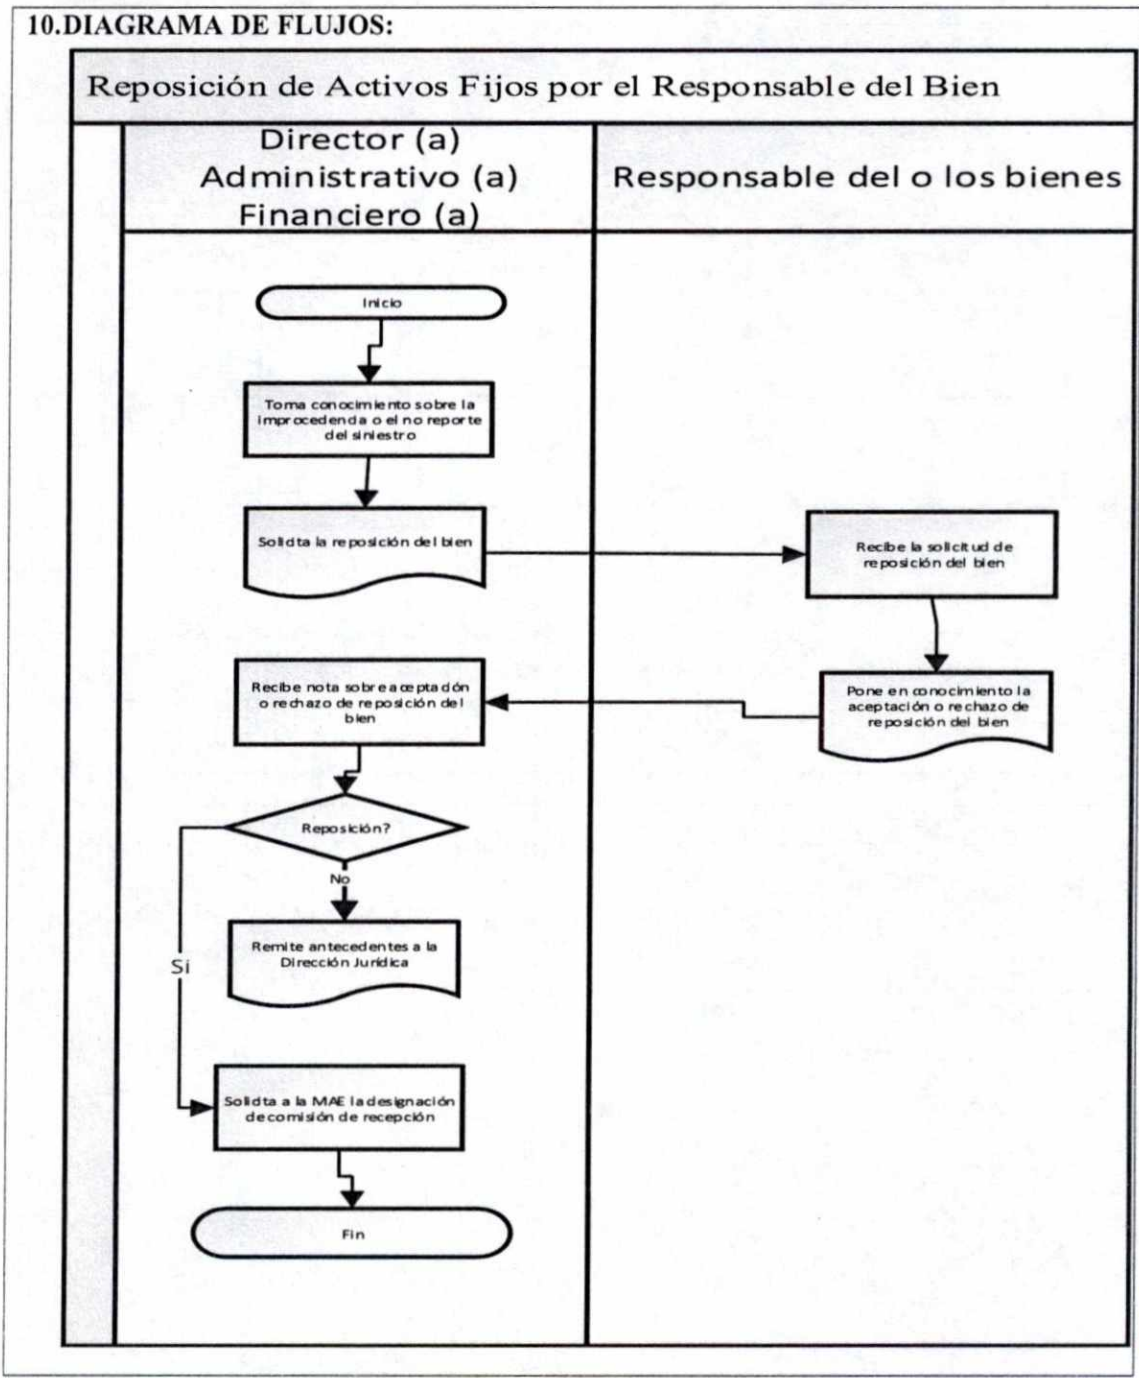 10.DIAGRAMA DE FLUJOS:
Reposición de Activos Fijos por el Responsable del Bien
Director (a)
Administrativo (a)
Financiero (a)
Responsable del o los bienes
Inicio
Toma conocimiento sobre la
improcedencia o el no reporte
del siniestro
Solicita la reposición del bien
Recibe la solicitud de
reposición del bien
Pone en conocimiento la
aceptación o rechazo de
reposición del bien
Recibe nota sobre aceptación
o rechazo de reposición del
bien
Reposición?
No
Remite antecedentes a la
Dirección Jurídica
Si
Solicita a la MAE la designación
de comisión de recepción
Fin